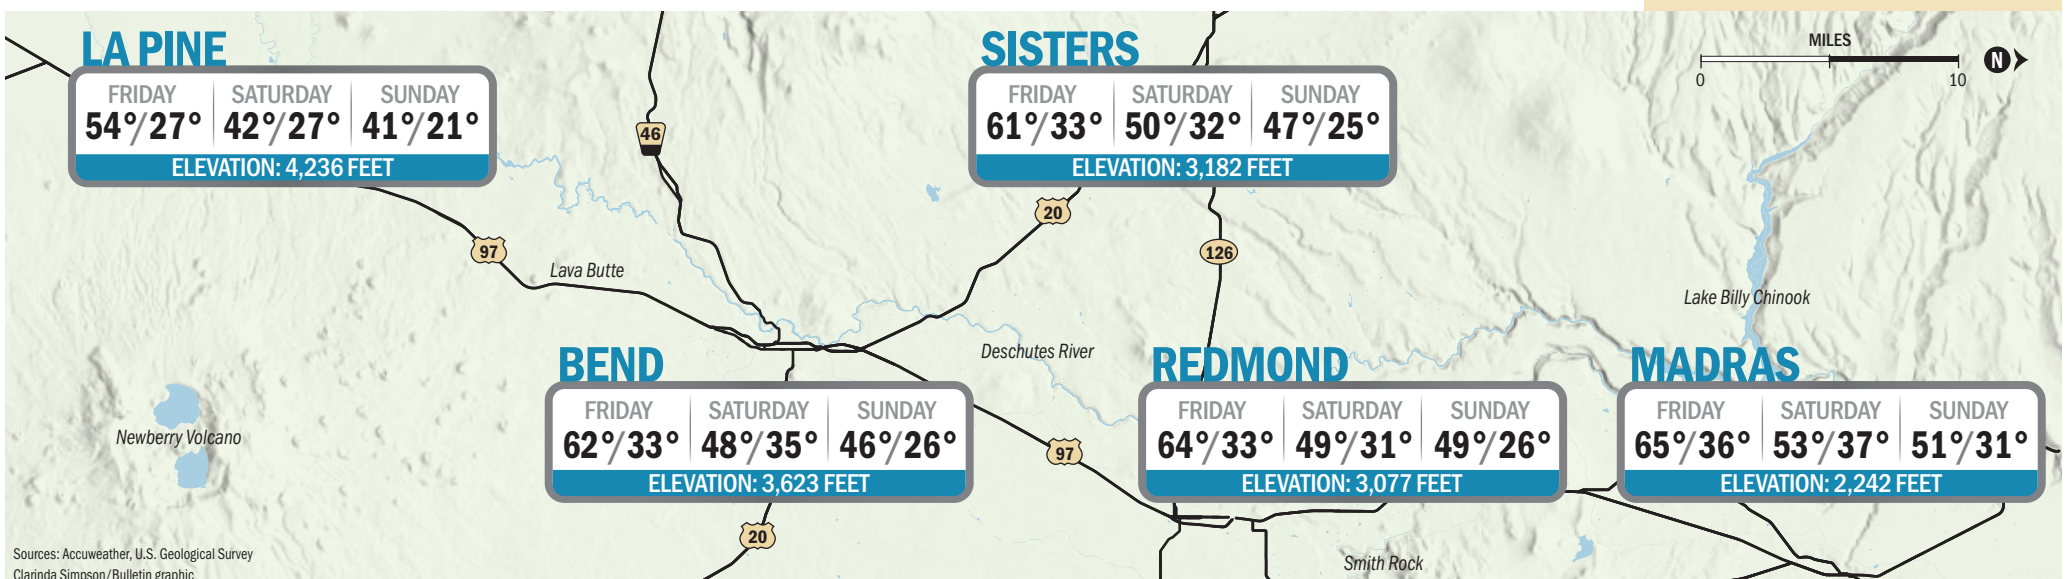 LA PINE
FRIDAY SATURDAY SUNDAY
54°/27° 42°/27° 41°/21°
ELEVATION: 4,236 FEET
46
SISTERS
FRIDAY SATURDAY SUNDAY
61°/33° 50°/32° 47°/25°
ELEVATION: 3,182 FEET
MILES
0 10
N
97
Lava Butte
20
126
Lake Billy Chinook
Deschutes River
Newberry Volcano
BEND
FRIDAY SATURDAY SUNDAY
62°/33° 48°/35° 46°/26°
ELEVATION: 3,623 FEET
20
97
REDMOND
FRIDAY SATURDAY SUNDAY
64°/33° 49°/31° 49°/26°
ELEVATION: 3,077 FEET
MADRAS
FRIDAY SATURDAY SUNDAY
65°/36° 53°/37° 51°/31°
ELEVATION: 2,242 FEET
Smith Rock
Sources: Accuweather, U.S. Geological Survey
Clarinda Simpson/Bulletin graphic